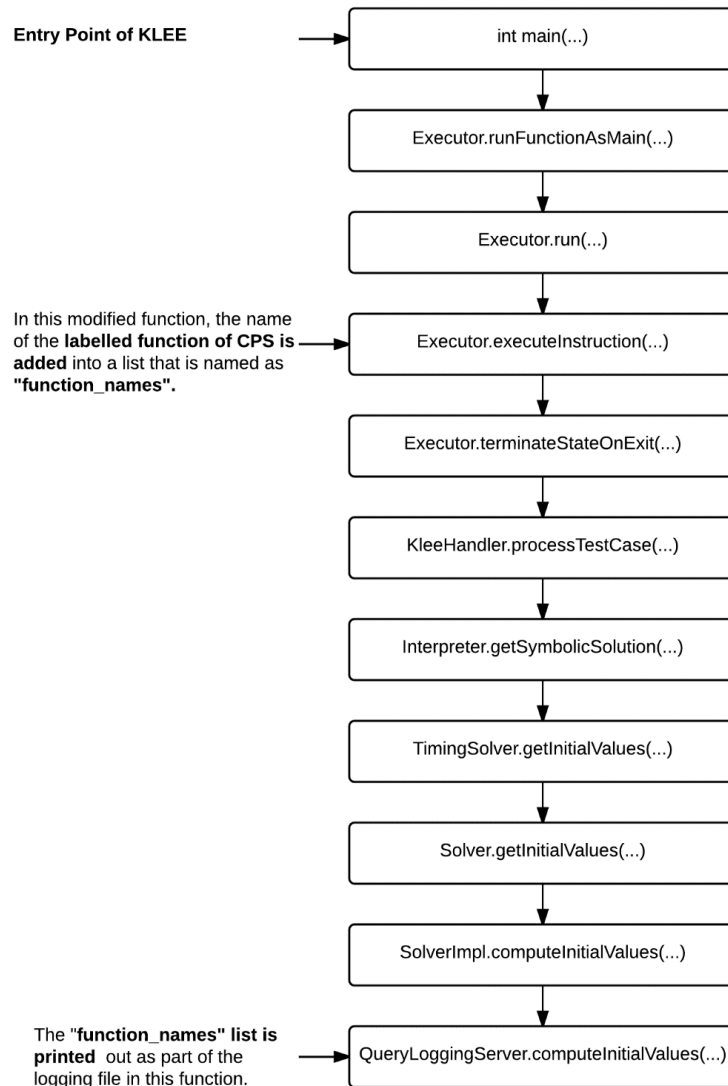 Entry Point of KLEE
int main(...)
Executor.runFunctionAsMain(...)
Executor.run(...)
In this modified function, the name
of the labelled function of CPS is
added into a list that is named as
"function_names".
Executor.executeInstruction(...)
Executor.terminateStateOnExit(...)
KleeHandler.processTestCase(...)
Interpreter.getSymbolicSolution(...)
TimingSolver.getInitialValues(...)
Solver.getInitialValues(...)
SolverImpl.computeInitialValues(...)
The "function_names" list is
printed out as part of the
logging file in this function.
QueryLoggingServer.computeInitialValues(...)